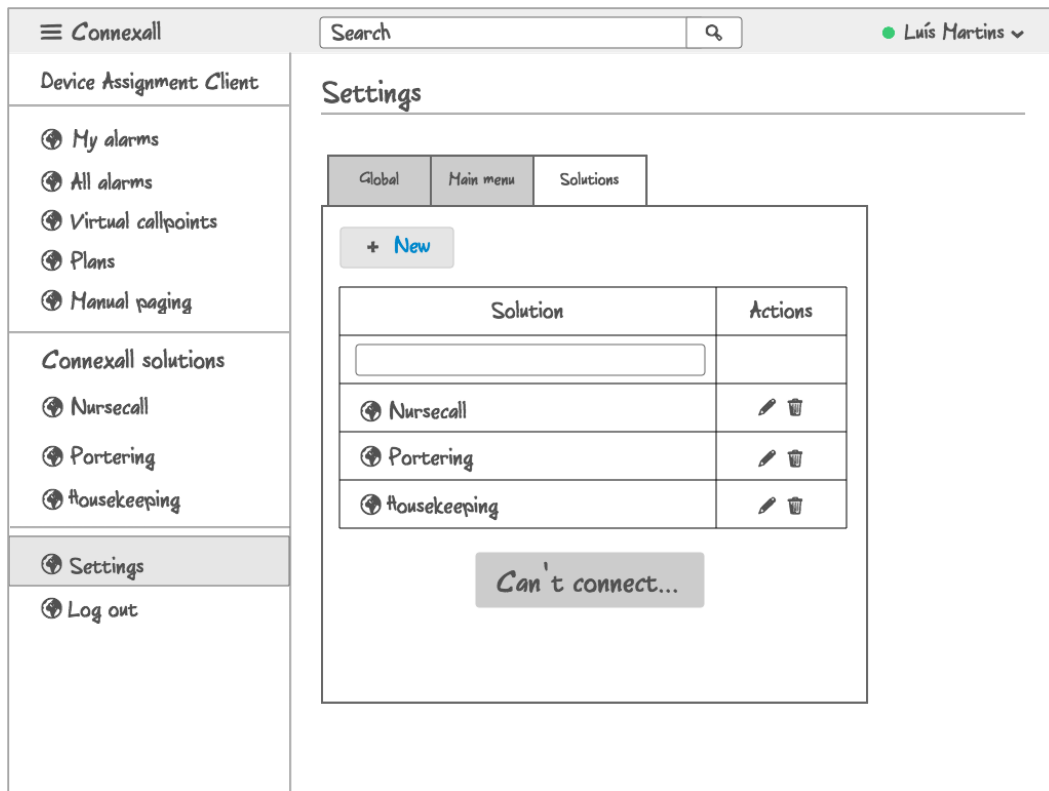 Connexall
Search
Luís Martins
Device Assignment Client
My alarms
All alarms
Virtual callpoints
Plans
Manual paging
Connexall solutions
Nursecall
Portering
Housekeeping
Settings
Log out
Settings
Global
Main menu
Solutions
+ New
Solution Actions
Nursecall
Portering
Housekeeping
Can't connect...